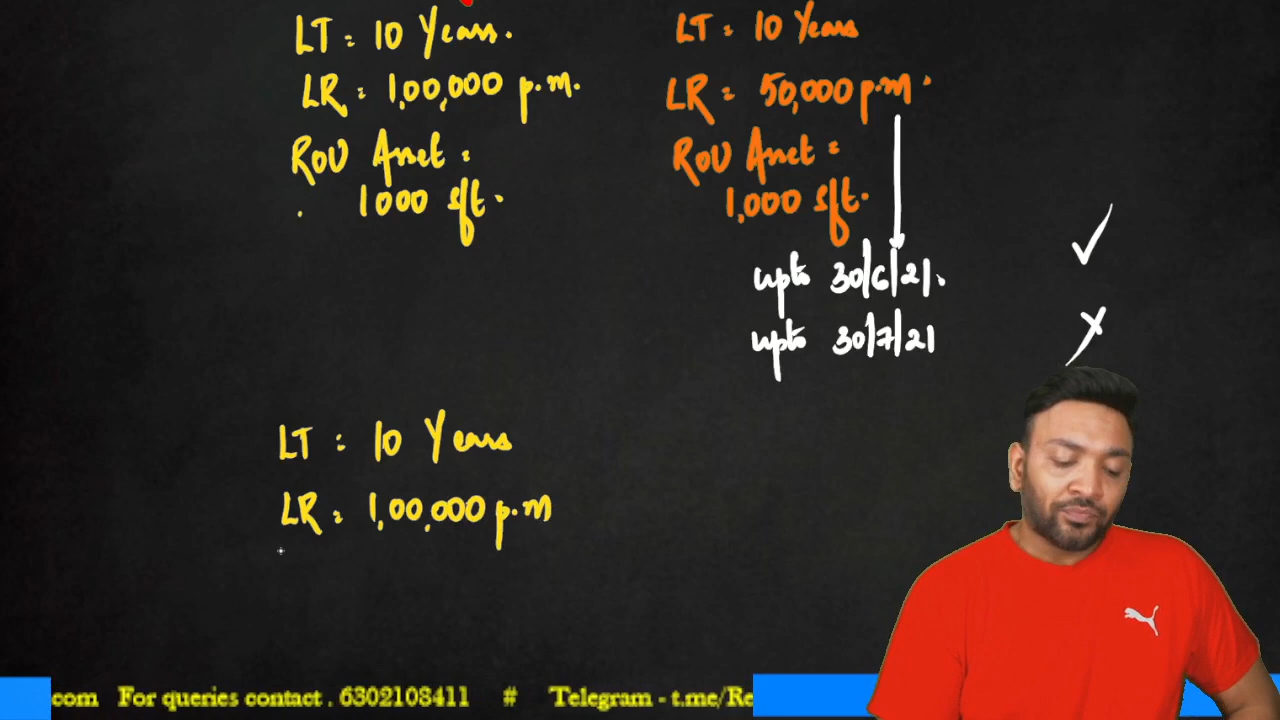 LT = 10 Years.
LR = 1,00,000 p.m.
ROU Asset =
1000 sft.
LT = 10 Years
LR = 50,000 p.m.
ROU Asset =
1,000 sft.
upto 30/6/21.
upto 30/7/21
LT = 10 Years
LR = 1,00,000 p.m
.com For queries contact . 6302108411 # Telegram - t.me/Re